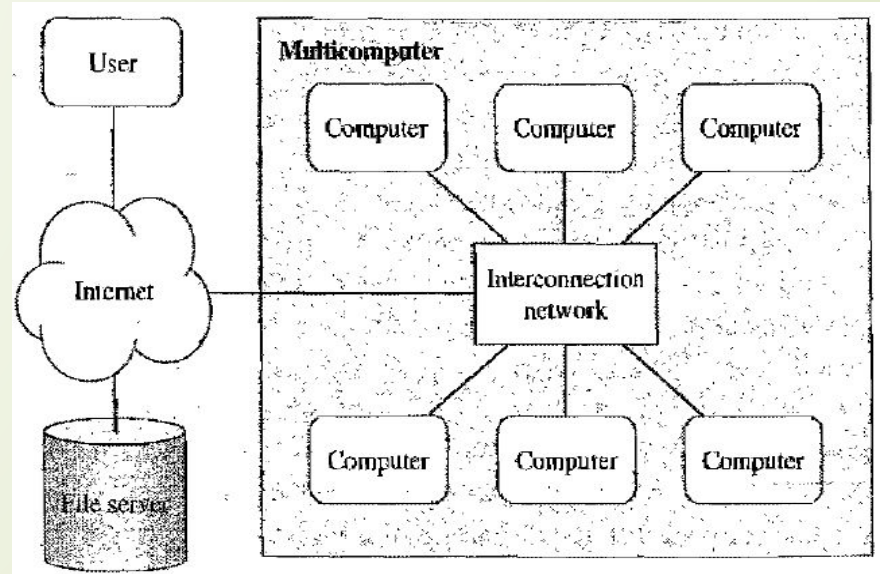 User
Multicomputer
Computer
Computer
Computer
Internet
Interconnection
network
File server
Computer
Computer
Computer